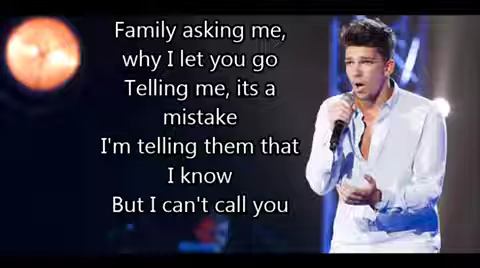 Family asking me,
why I let you go
Telling me, its a
mistake
I'm telling them that
I know
But I can't call you